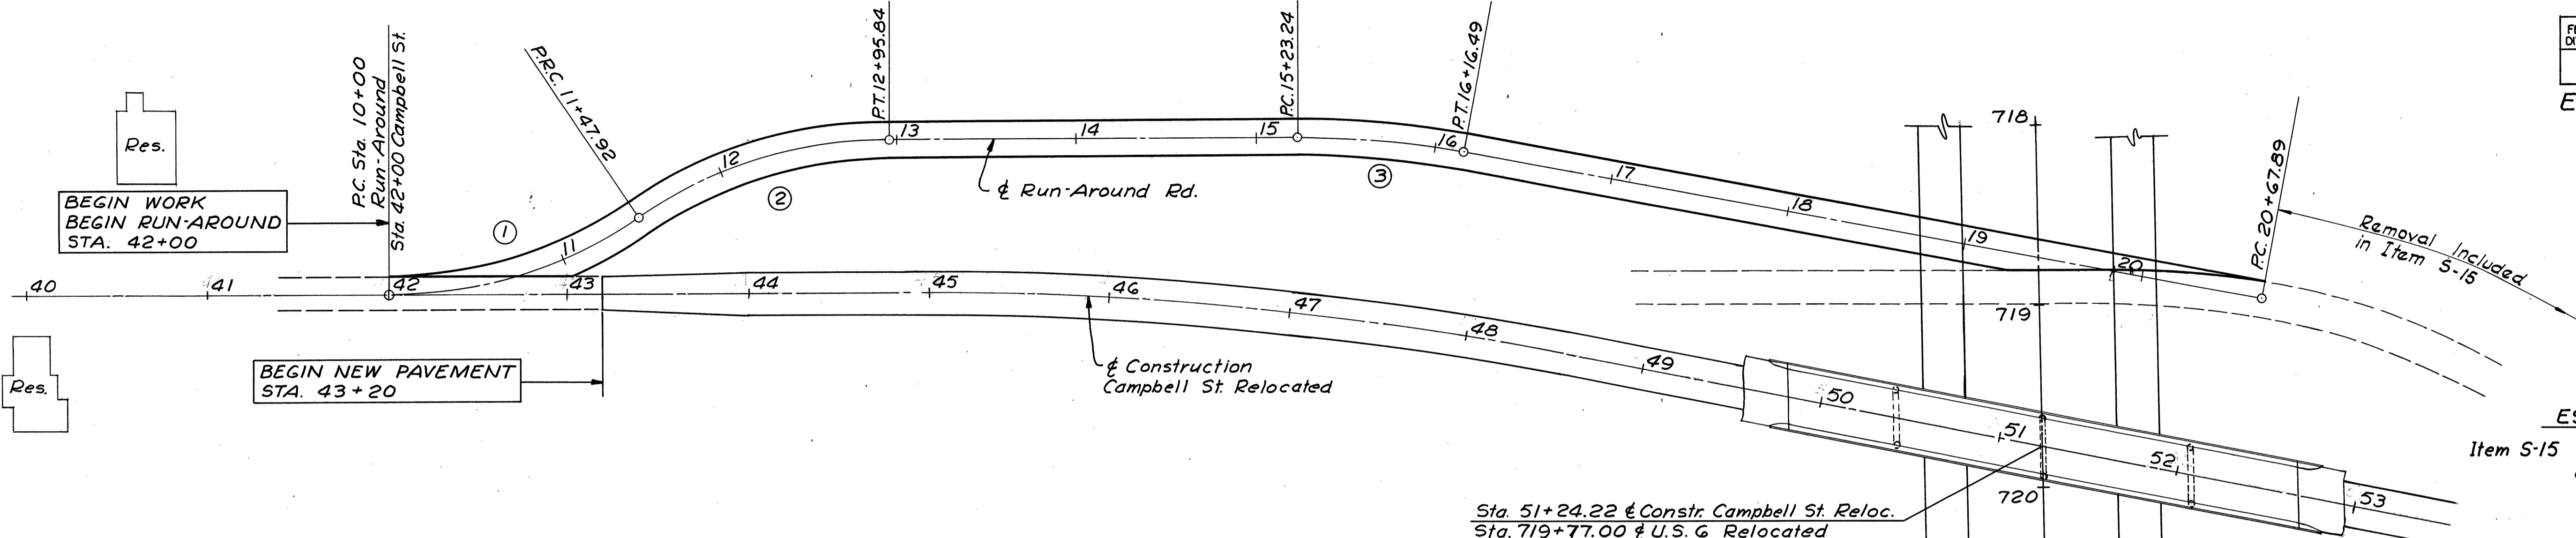 P.C. Sta. 10+00
Run-Around
Sta. 42+00 Campbell St.
P.R.C. 11+47.92
P.T. 12+95.84
P.C. 15+23.24
P.T. 16+16.49
P.C. 20+67.89
Res.
BEGIN WORK
BEGIN RUN-AROUND
STA. 42+00
1
2
3
11
12
13
14
15
16
17
18
19
20
℄ Run-Around Rd.
718
719
720
Removal Included
in Item S-15
40
41
42
43
44
45
46
47
48
49
50
51
52
53
Res.
BEGIN NEW PAVEMENT
STA. 43+20
℄ Construction
Campbell St. Relocated
Sta. 51+24.22 ℄ Constr. Campbell St. Reloc.
Sta. 719+77.00 ℄ U.S. 6 Relocated
Item S-15